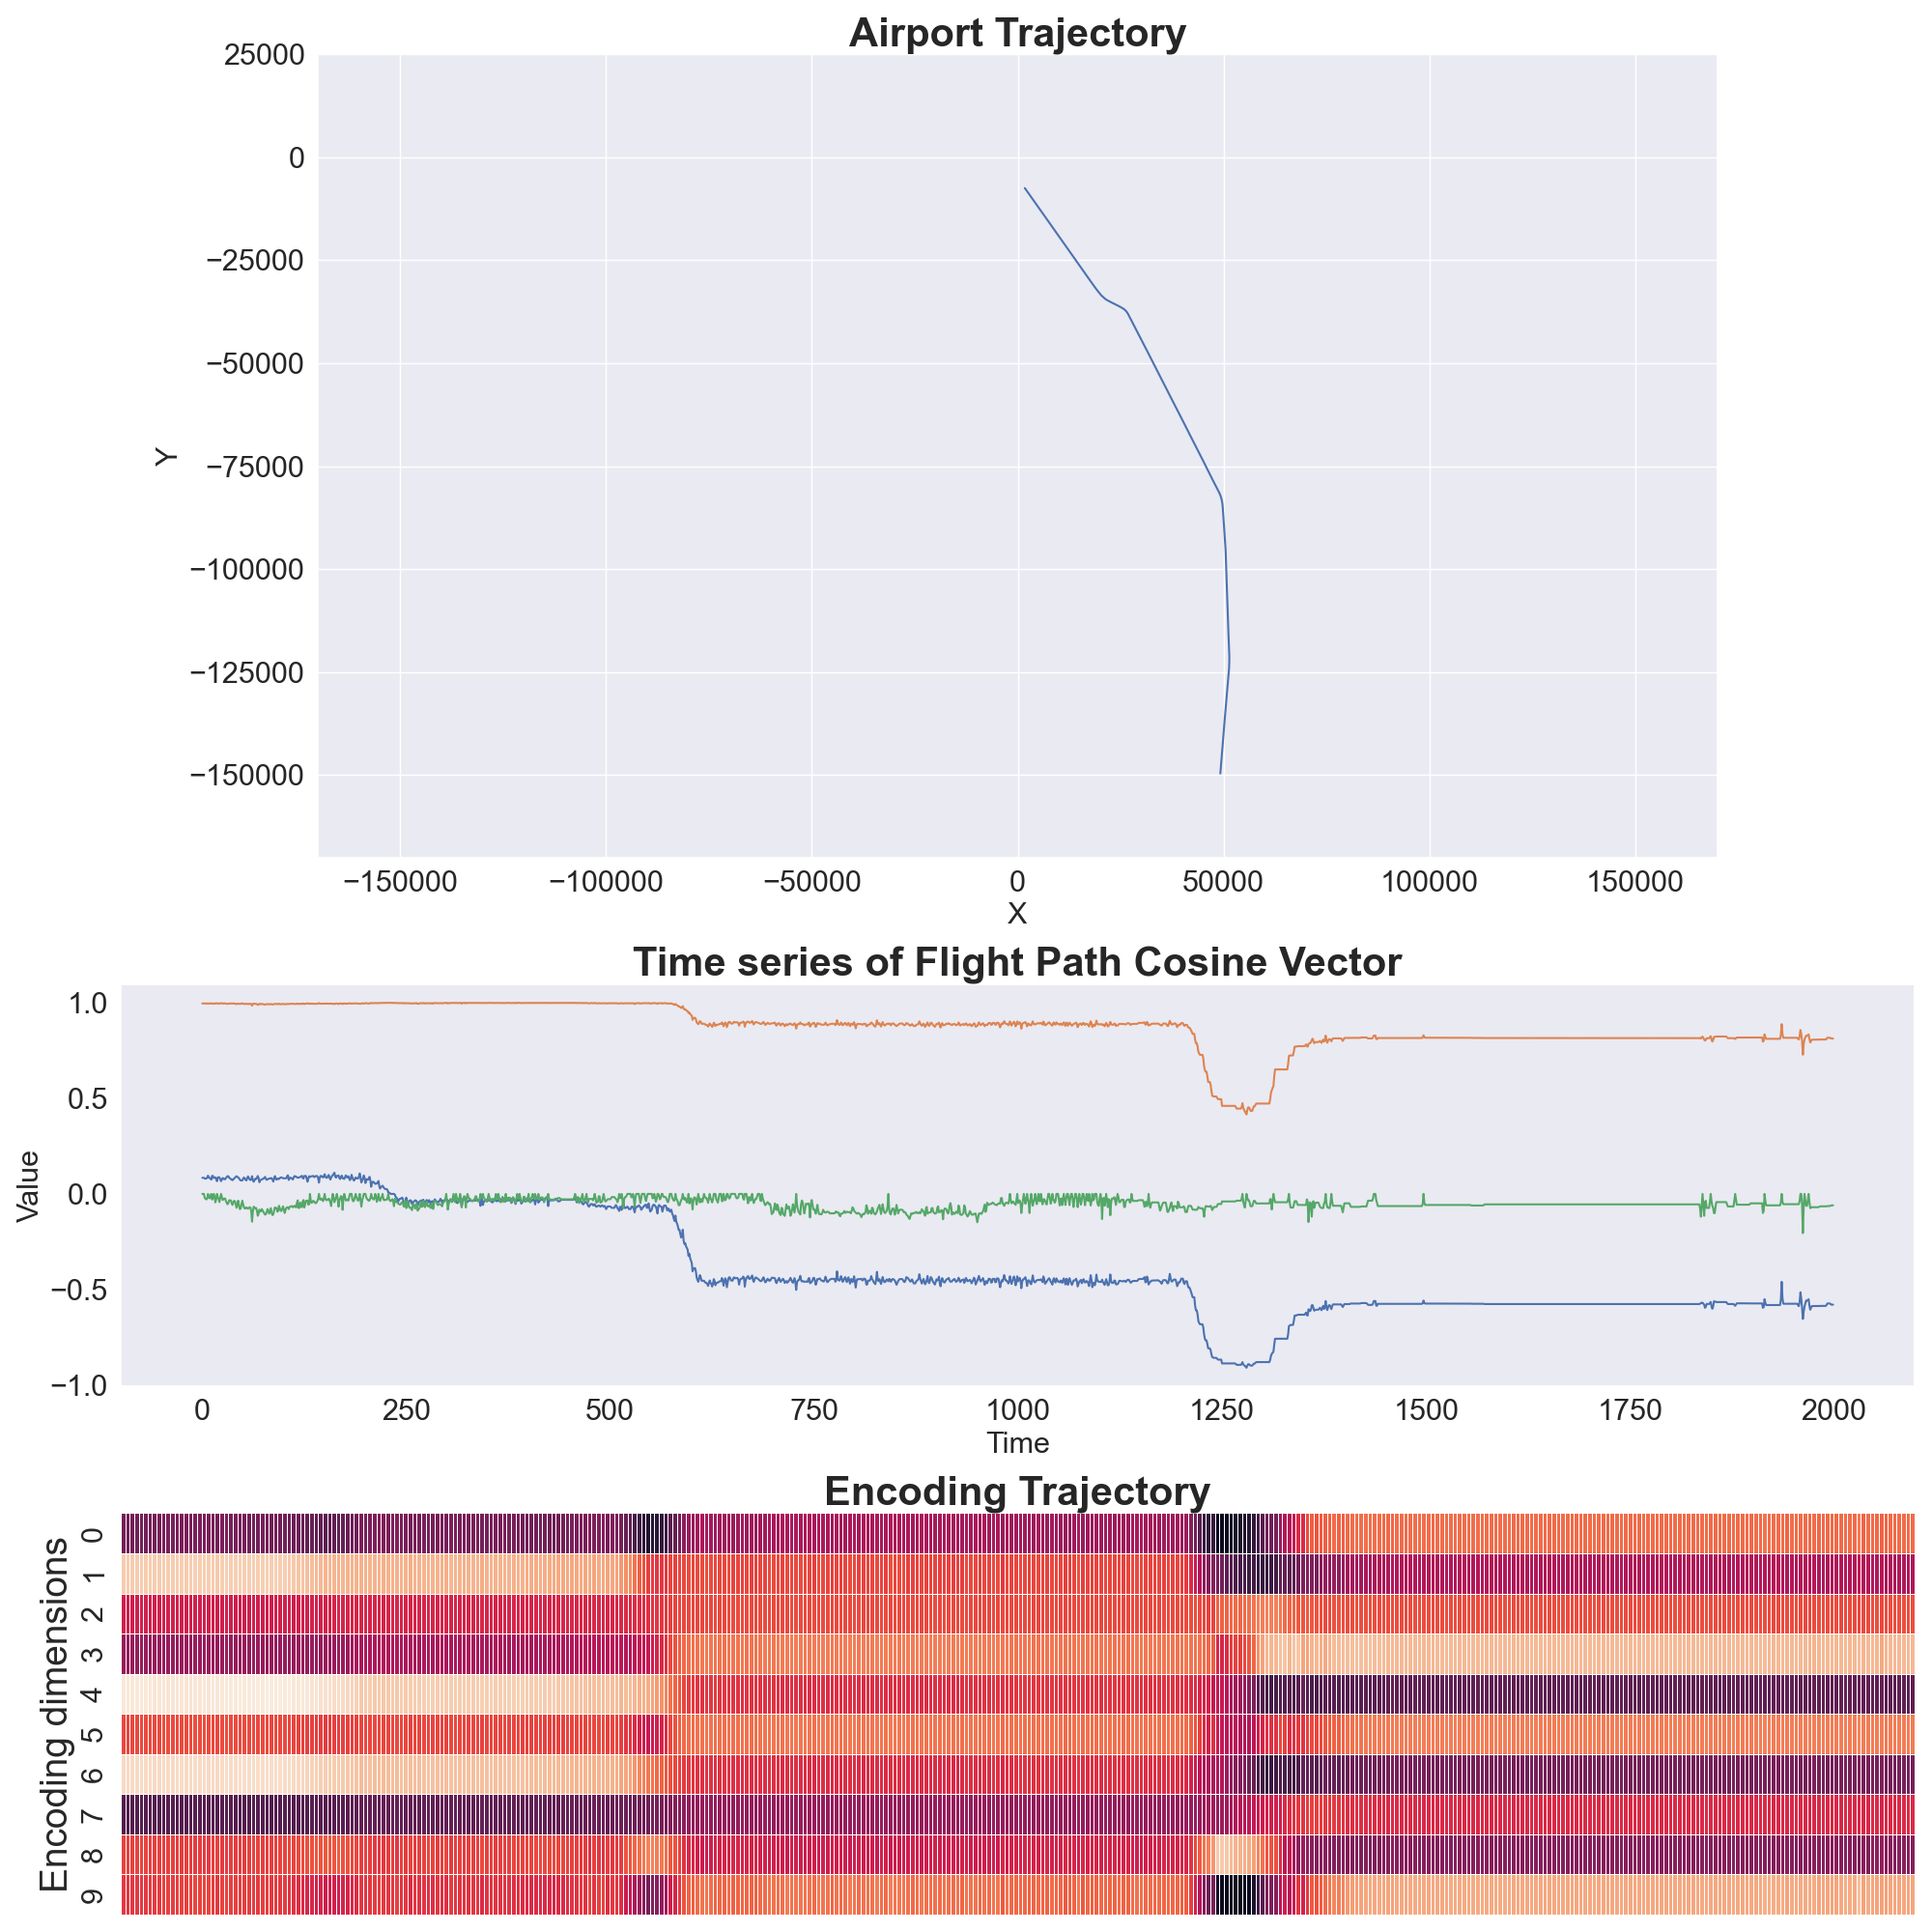 Airport Trajectory
25000
0
−25000
−50000
−75000
−100000
−125000
−150000
Y
−150000 −100000 −50000 0 50000 100000 150000
X
Time series of Flight Path Cosine Vector
1.0
0.5
0.0
−0.5
−1.0
Value
0 250 500 750 1000 1250 1500 1750 2000
Time
Encoding Trajectory
Encoding dimensions
0
1
2
3
4
5
6
7
8
9